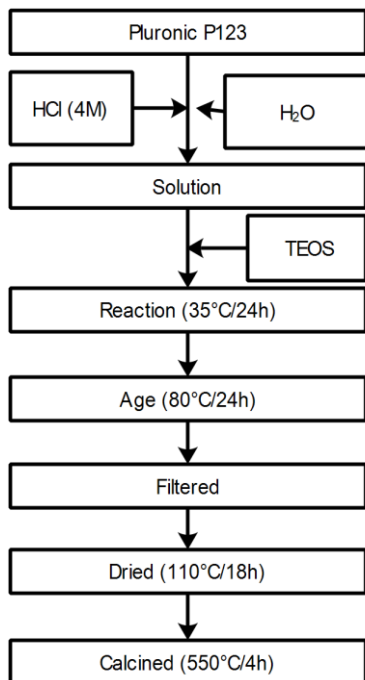 Pluronic P123
HCl (4M)
H₂O
Solution
TEOS
Reaction (35°C/24h)
Age (80°C/24h)
Filtered
Dried (110°C/18h)
Calcined (550°C/4h)